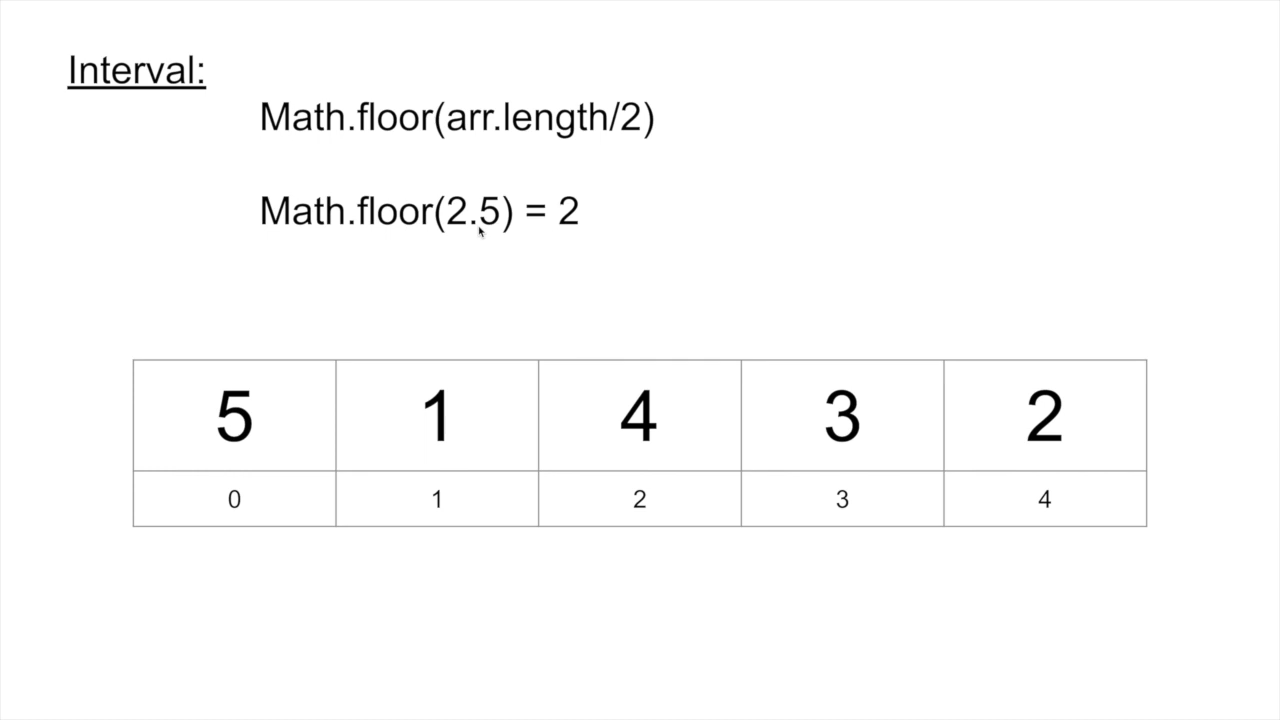 Interval:
Math.floor(arr.length/2)
Math.floor(2.5) = 2
5 1 4 3 2
0 1 2 3 4